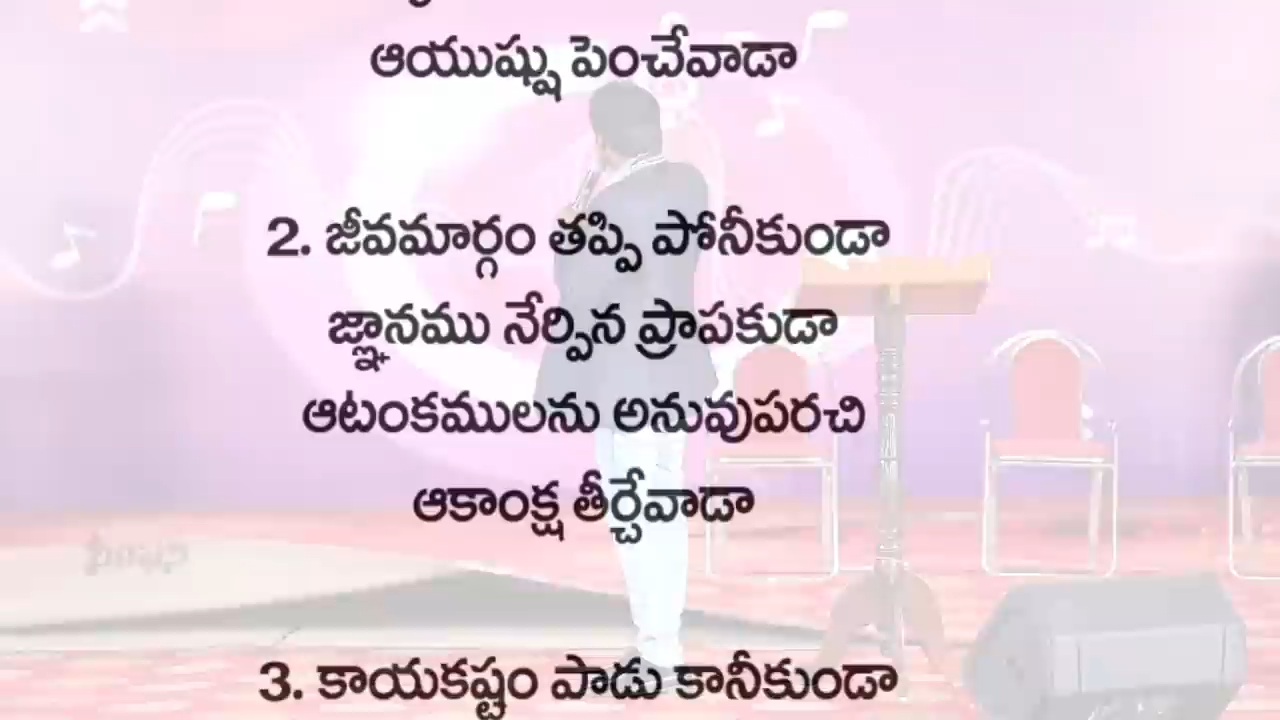 ఆయుష్షు పెంచేవాడా
2. జీవమార్గం తప్పి పోనీకుండా
జ్ఞానము నేర్పిన ప్రాపకుడా
ఆటంకములను అనువుపరచి
ఆకాంక్ష తీర్చేవాడా
3. కాయకష్టం పాడు కానీకుండా